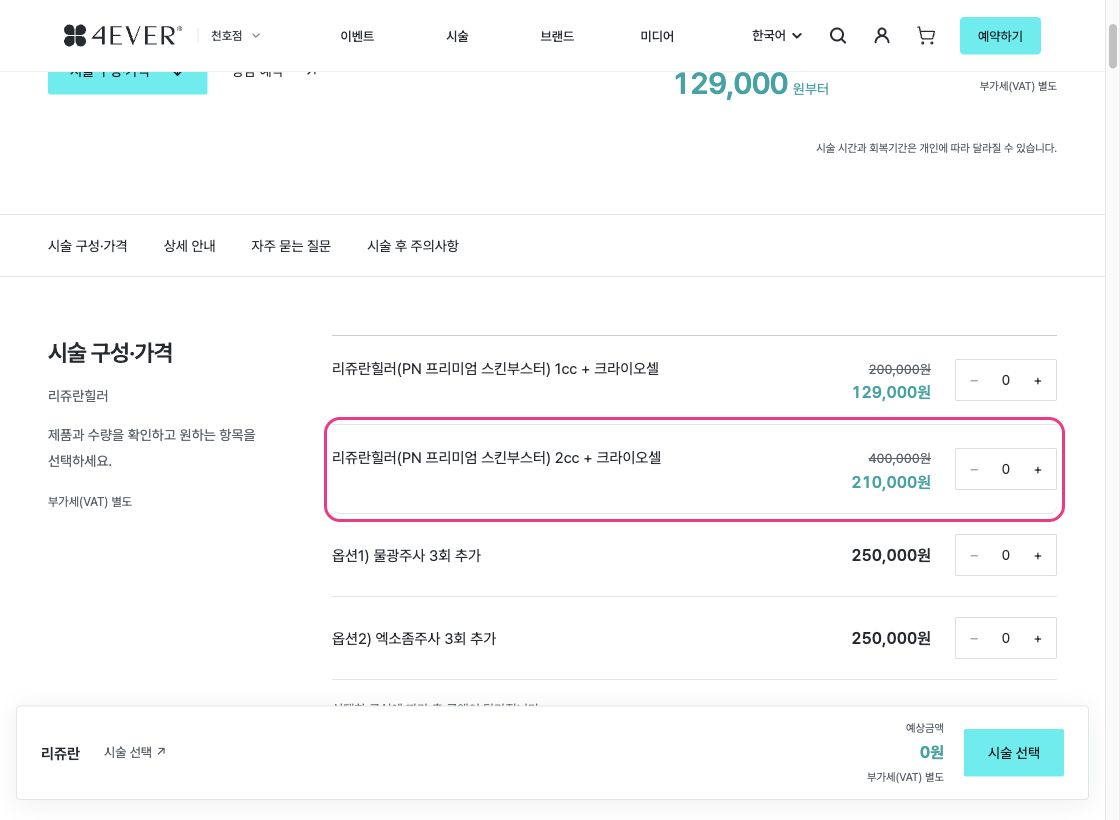 4EVER® 천호점 이벤트 시술 브랜드 미디어 한국어 예약하기
시술 구성·가격
129,000 원부터 부가세(VAT) 별도
시술 시간과 회복기간은 개인에 따라 달라질 수 있습니다.
시술 구성·가격 상세 안내 자주 묻는 질문 시술 후 주의사항
시술 구성·가격
리쥬란힐러
제품과 수량을 확인하고 원하는 항목을
선택하세요.
부가세(VAT) 별도
리쥬란힐러(PN 프리미엄 스킨부스터) 1cc + 크라이오셀 200,000원
129,000원 − 0 +
리쥬란힐러(PN 프리미엄 스킨부스터) 2cc + 크라이오셀 400,000원
210,000원 − 0 +
옵션1) 물광주사 3회 추가 250,000원 − 0 +
옵션2) 엑소좀주사 3회 추가 250,000원 − 0 +
리쥬란 시술 선택 ↗
예상금액
0원
부가세(VAT) 별도
시술 선택